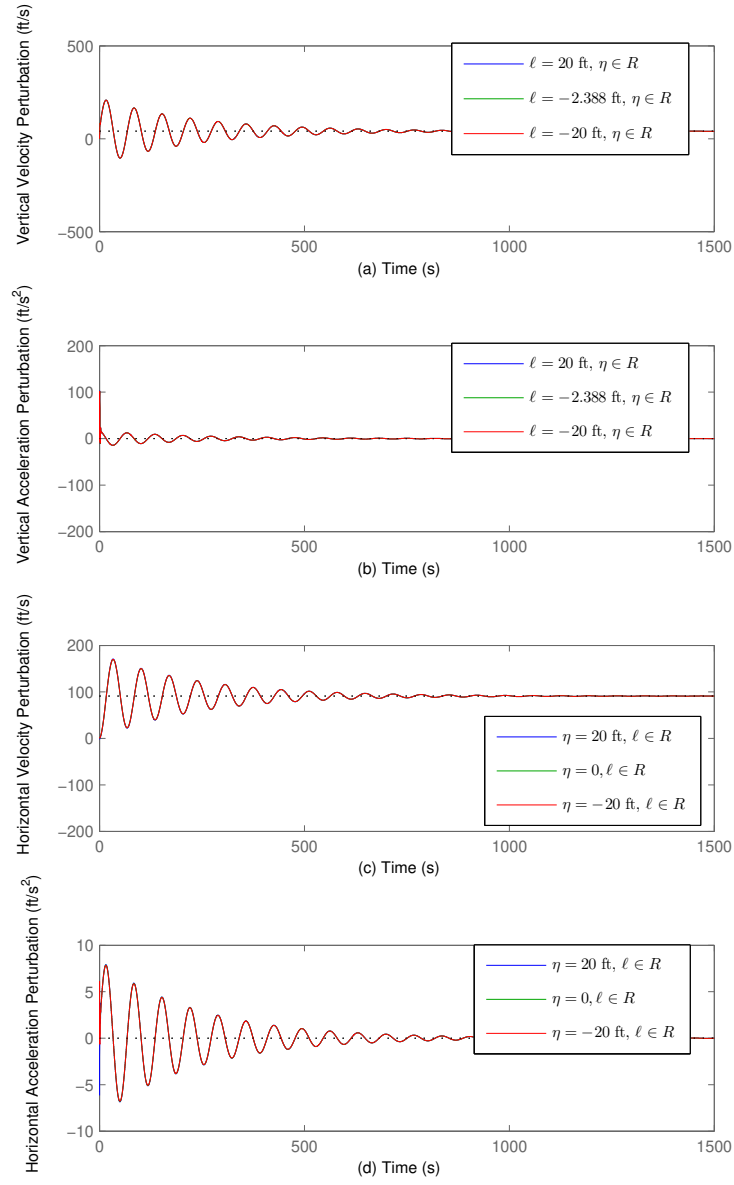 Vertical Velocity Perturbation (ft/s)
500
0
−500
0
500
1000
1500
(a) Time (s)
ℓ = 20 ft, η ∈ R
ℓ = −2.388 ft, η ∈ R
ℓ = −20 ft, η ∈ R
Vertical Acceleration Perturbation (ft/s²)
200
100
0
−100
−200
0
500
1000
1500
(b) Time (s)
ℓ = 20 ft, η ∈ R
ℓ = −2.388 ft, η ∈ R
ℓ = −20 ft, η ∈ R
Horizontal Velocity Perturbation (ft/s)
200
100
0
−100
−200
0
500
1000
1500
(c) Time (s)
η = 20 ft, ℓ ∈ R
η = 0, ℓ ∈ R
η = −20 ft, ℓ ∈ R
Horizontal Acceleration Perturbation (ft/s²)
10
5
0
−5
−10
0
500
1000
1500
(d) Time (s)
η = 20 ft, ℓ ∈ R
η = 0, ℓ ∈ R
η = −20 ft, ℓ ∈ R